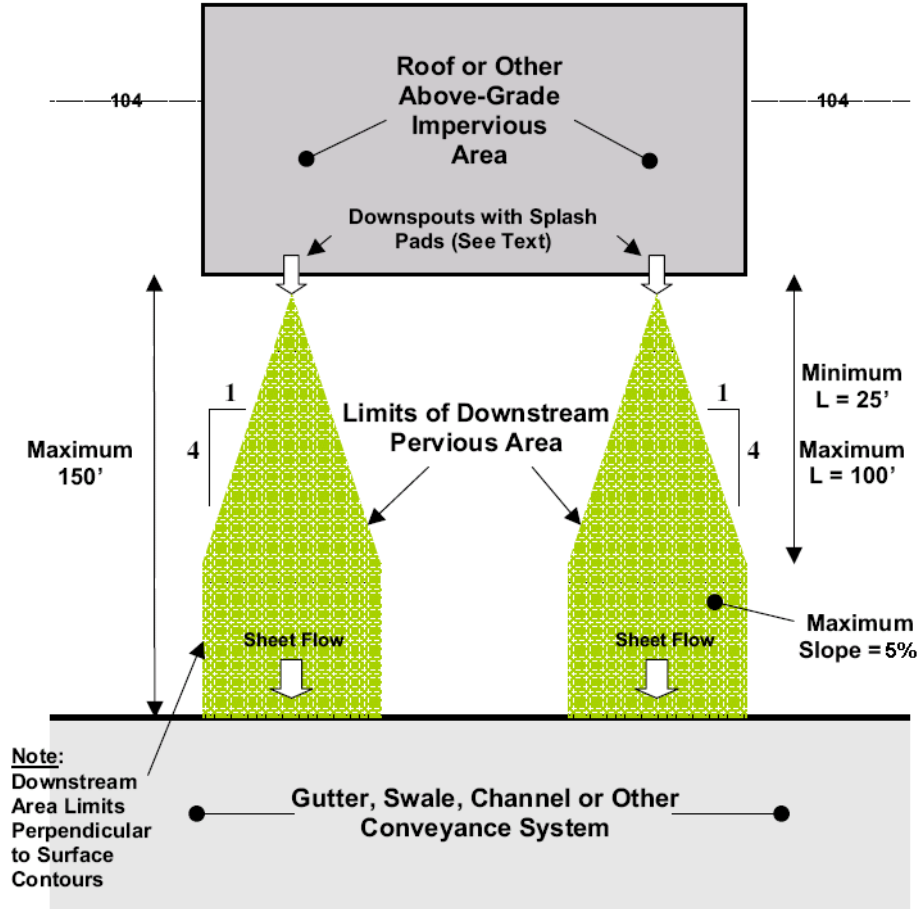 Roof or Other
Above-Grade
Impervious
Area
104
104
Downspouts with Splash
Pads (See Text)
1
4
1
4
Limits of Downstream
Pervious Area
Maximum
150’
Minimum
L = 25’
Maximum
L = 100’
Sheet Flow
Sheet Flow
Maximum
Slope = 5%
Note:
Downstream
Area Limits
Perpendicular
to Surface
Contours
Gutter, Swale, Channel or Other
Conveyance System